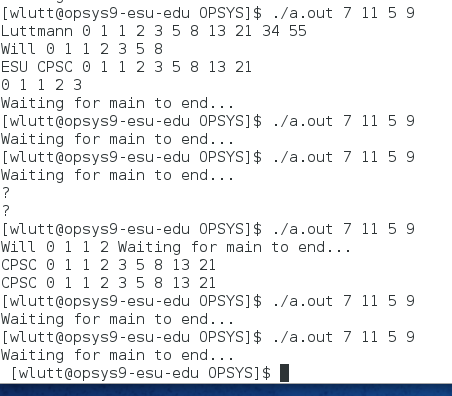 [wlutt@opsys9-esu-edu OPSYS]$ ./a.out 7 11 5 9
Luttmann 0 1 1 2 3 5 8 13 21 34 55
Will 0 1 1 2 3 5 8
ESU CPSC 0 1 1 2 3 5 8 13 21
0 1 1 2 3
Waiting for main to end...
[wlutt@opsys9-esu-edu OPSYS]$ ./a.out 7 11 5 9
Waiting for main to end...
[wlutt@opsys9-esu-edu OPSYS]$ ./a.out 7 11 5 9
Waiting for main to end...
?
?
[wlutt@opsys9-esu-edu OPSYS]$ ./a.out 7 11 5 9
Will 0 1 1 2 Waiting for main to end...
CPSC 0 1 1 2 3 5 8 13 21
CPSC 0 1 1 2 3 5 8 13 21
[wlutt@opsys9-esu-edu OPSYS]$ ./a.out 7 11 5 9
Waiting for main to end...
[wlutt@opsys9-esu-edu OPSYS]$ ./a.out 7 11 5 9
Waiting for main to end...
[wlutt@opsys9-esu-edu OPSYS]$